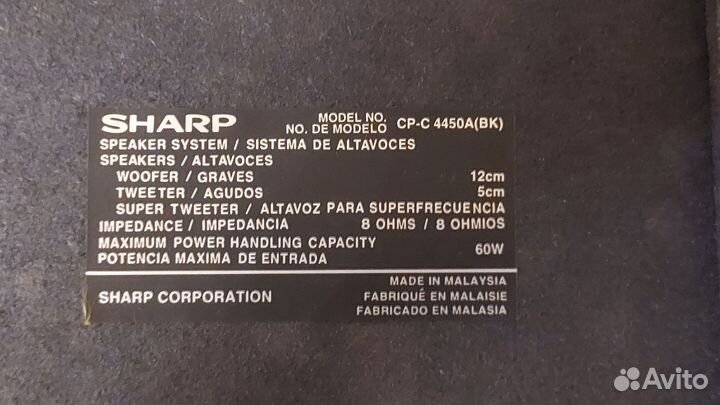 SHARP MODEL NO. NO. DE MODELO CP-C 4450A(BK)
SPEAKER SYSTEM / SISTEMA DE ALTAVOCES
SPEAKERS / ALTAVOCES
WOOFER / GRAVES 12cm
TWEETER / AGUDOS 5cm
SUPER TWEETER / ALTAVOZ PARA SUPERFRECUENCIA
IMPEDANCE / IMPEDANCIA 8 OHMS / 8 OHMIOS
MAXIMUM POWER HANDLING CAPACITY
POTENCIA MAXIMA DE ENTRADA 60W
SHARP CORPORATION
MADE IN MALAYSIA
FABRIQUÉ EN MALAISIE
FABRICADO EN MALASIA
Avito